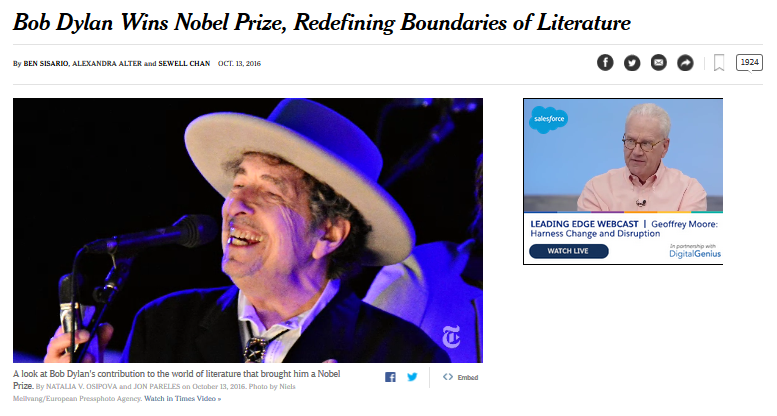 Bob Dylan Wins Nobel Prize, Redefining Boundaries of Literature
By BEN SISARIO, ALEXANDRA ALTER and SEWELL CHAN OCT. 13, 2016
1924
salesforce
LEADING EDGE WEBCAST | Geoffrey Moore:
Harness Change and Disruption
WATCH LIVE
In partnership with
DigitalGenius
T
A look at Bob Dylan's contribution to the world of literature that brought him a Nobel
Prize. By NATALIA V. OSIPOVA and JON PARELES on October 13, 2016. Photo by Niels
Meilvang/European Pressphoto Agency. Watch in Times Video »
Embed